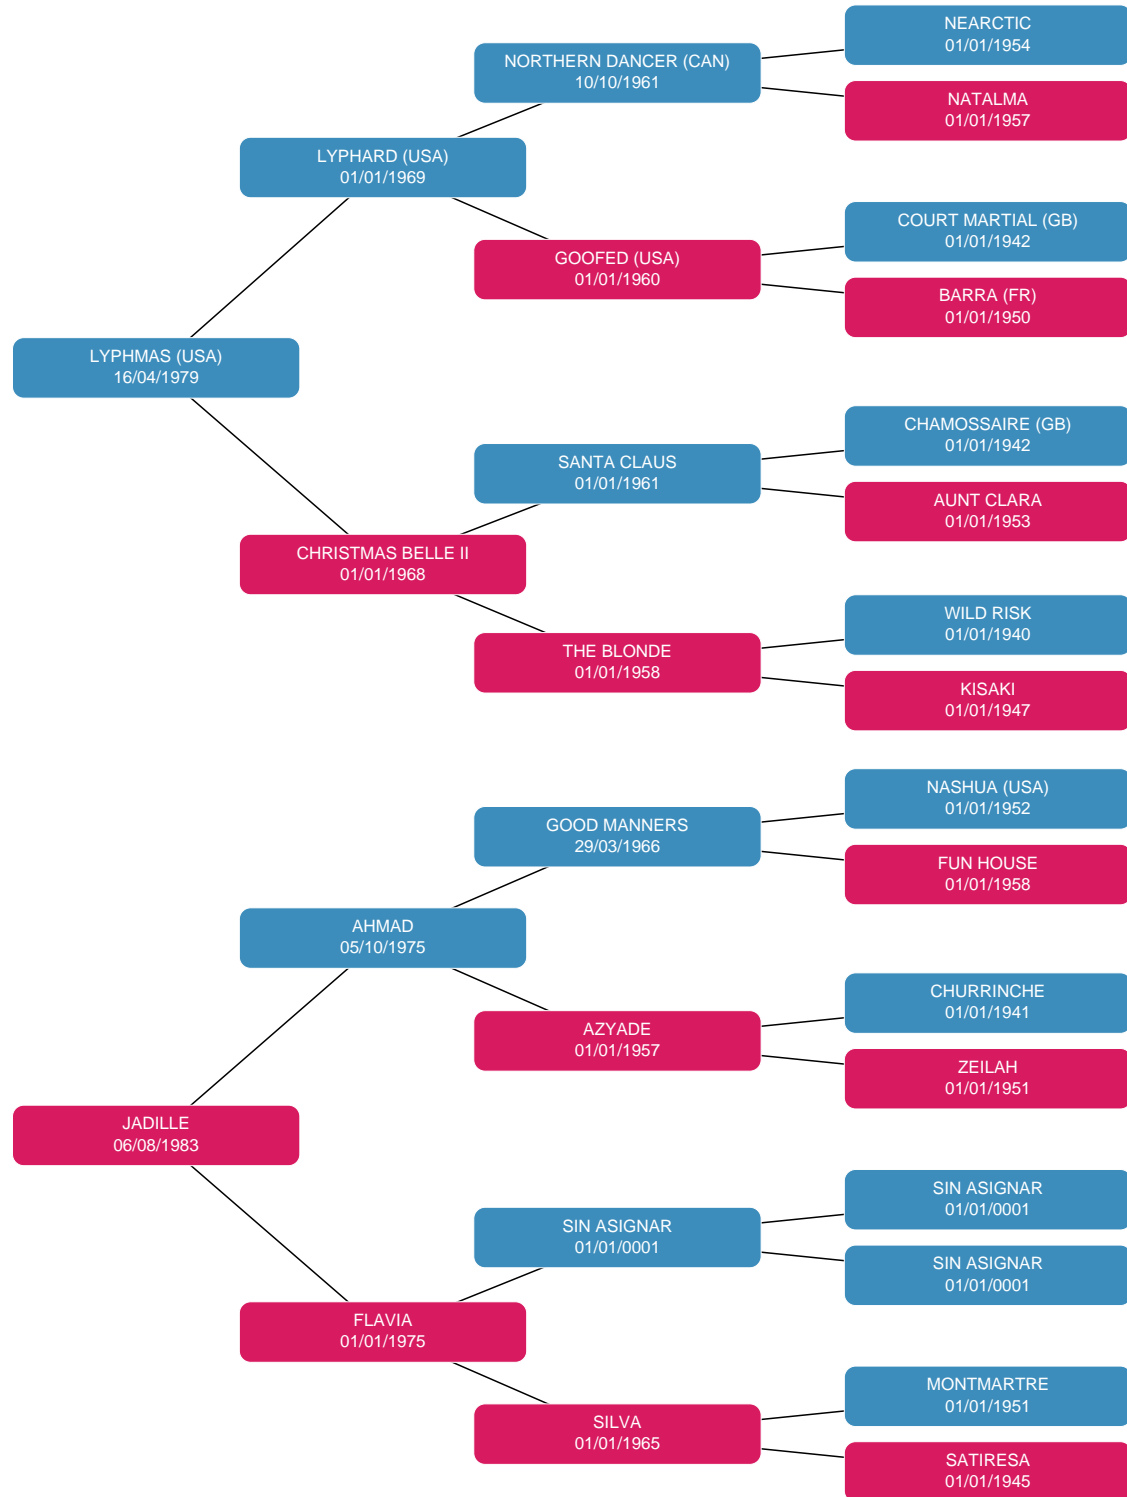 NEARCTIC
01/01/1954
NORTHERN DANCER (CAN)
10/10/1961
NATALMA
01/01/1957
LYPHARD (USA)
01/01/1969
COURT MARTIAL (GB)
01/01/1942
GOOFED (USA)
01/01/1960
BARRA (FR)
01/01/1950
LYPHMAS (USA)
16/04/1979
CHAMOSSAIRE (GB)
01/01/1942
SANTA CLAUS
01/01/1961
AUNT CLARA
01/01/1953
CHRISTMAS BELLE II
01/01/1968
WILD RISK
01/01/1940
THE BLONDE
01/01/1958
KISAKI
01/01/1947
NASHUA (USA)
01/01/1952
GOOD MANNERS
29/03/1966
FUN HOUSE
01/01/1958
AHMAD
05/10/1975
CHURRINCHE
01/01/1941
AZYADE
01/01/1957
ZEILAH
01/01/1951
JADILLE
06/08/1983
SIN ASIGNAR
01/01/0001
SIN ASIGNAR
01/01/0001
SIN ASIGNAR
01/01/0001
FLAVIA
01/01/1975
MONTMARTRE
01/01/1951
SILVA
01/01/1965
SATIRESA
01/01/1945